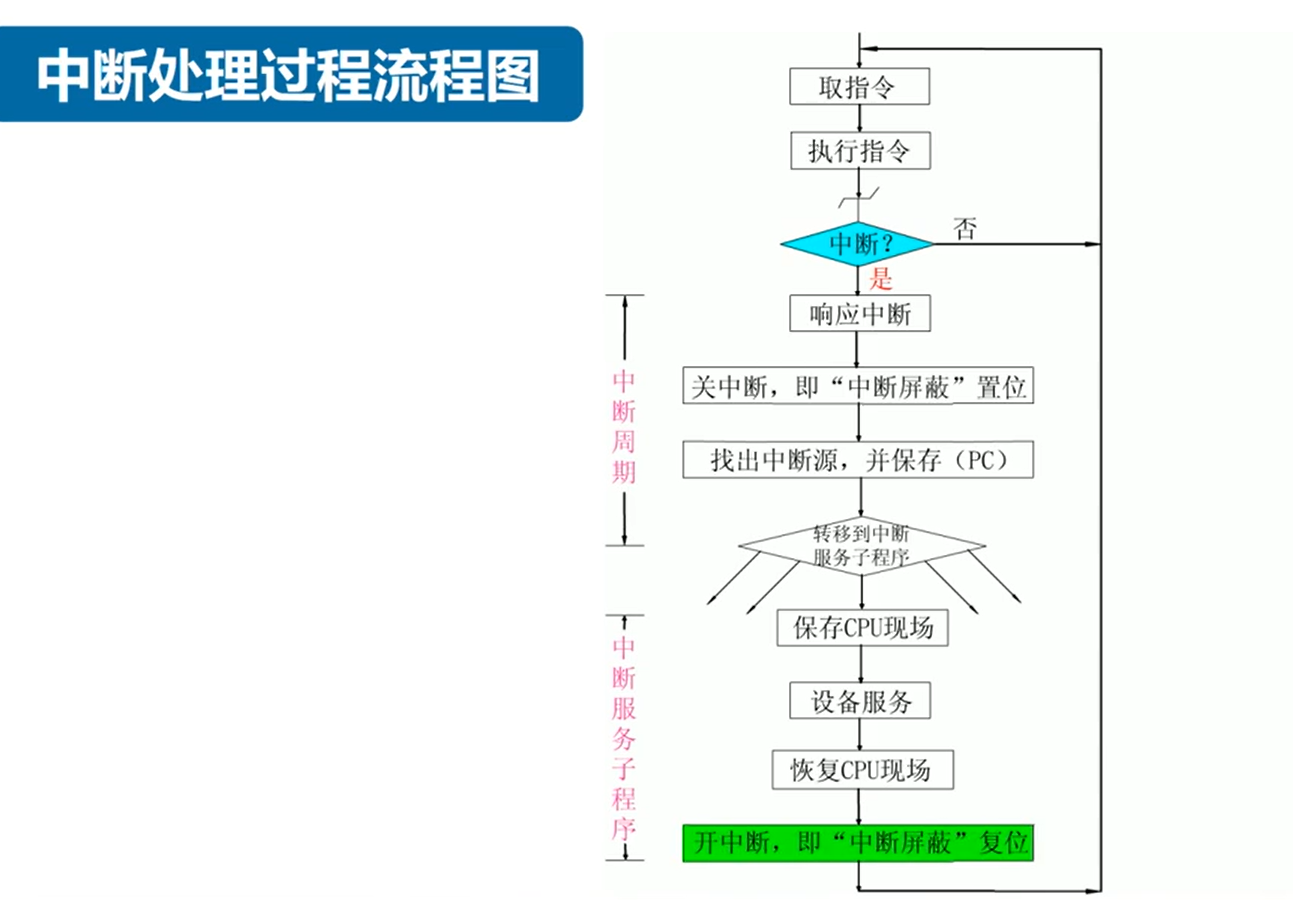 中断处理过程流程图
取指令
执行指令
中断?
否
是
响应中断
关中断，即“中断屏蔽”置位
找出中断源，并保存（PC）
转移到中断
服务子程序
保存CPU现场
设备服务
恢复CPU现场
开中断，即“中断屏蔽”复位
中断周期
中断服务子程序